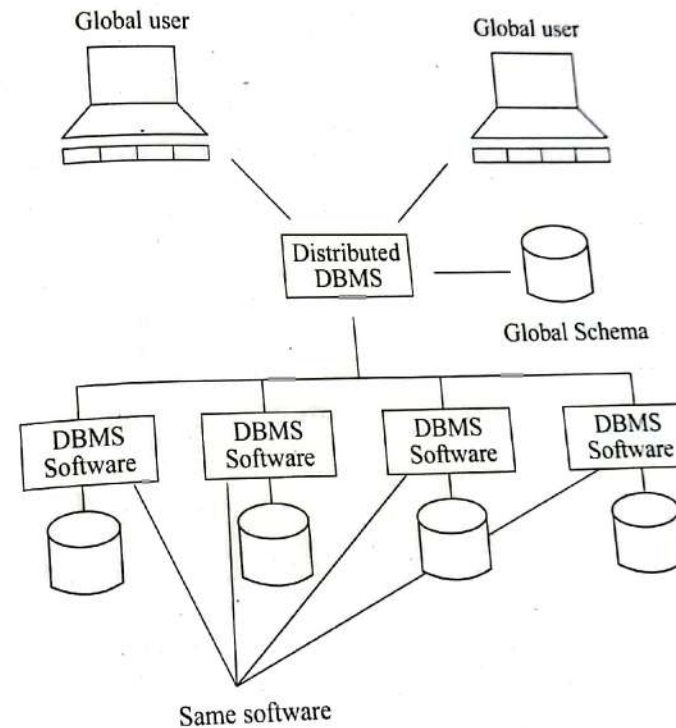 Global user
Global user
Distributed
DBMS
Global Schema
DBMS
Software
DBMS
Software
DBMS
Software
DBMS
Software
Same software